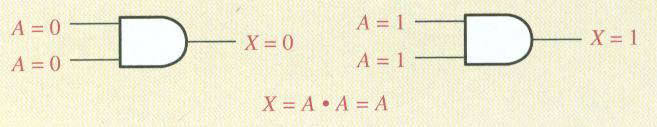 A = 0
A = 0
X = 0
A = 1
A = 1
X = 1
X = A • A = A